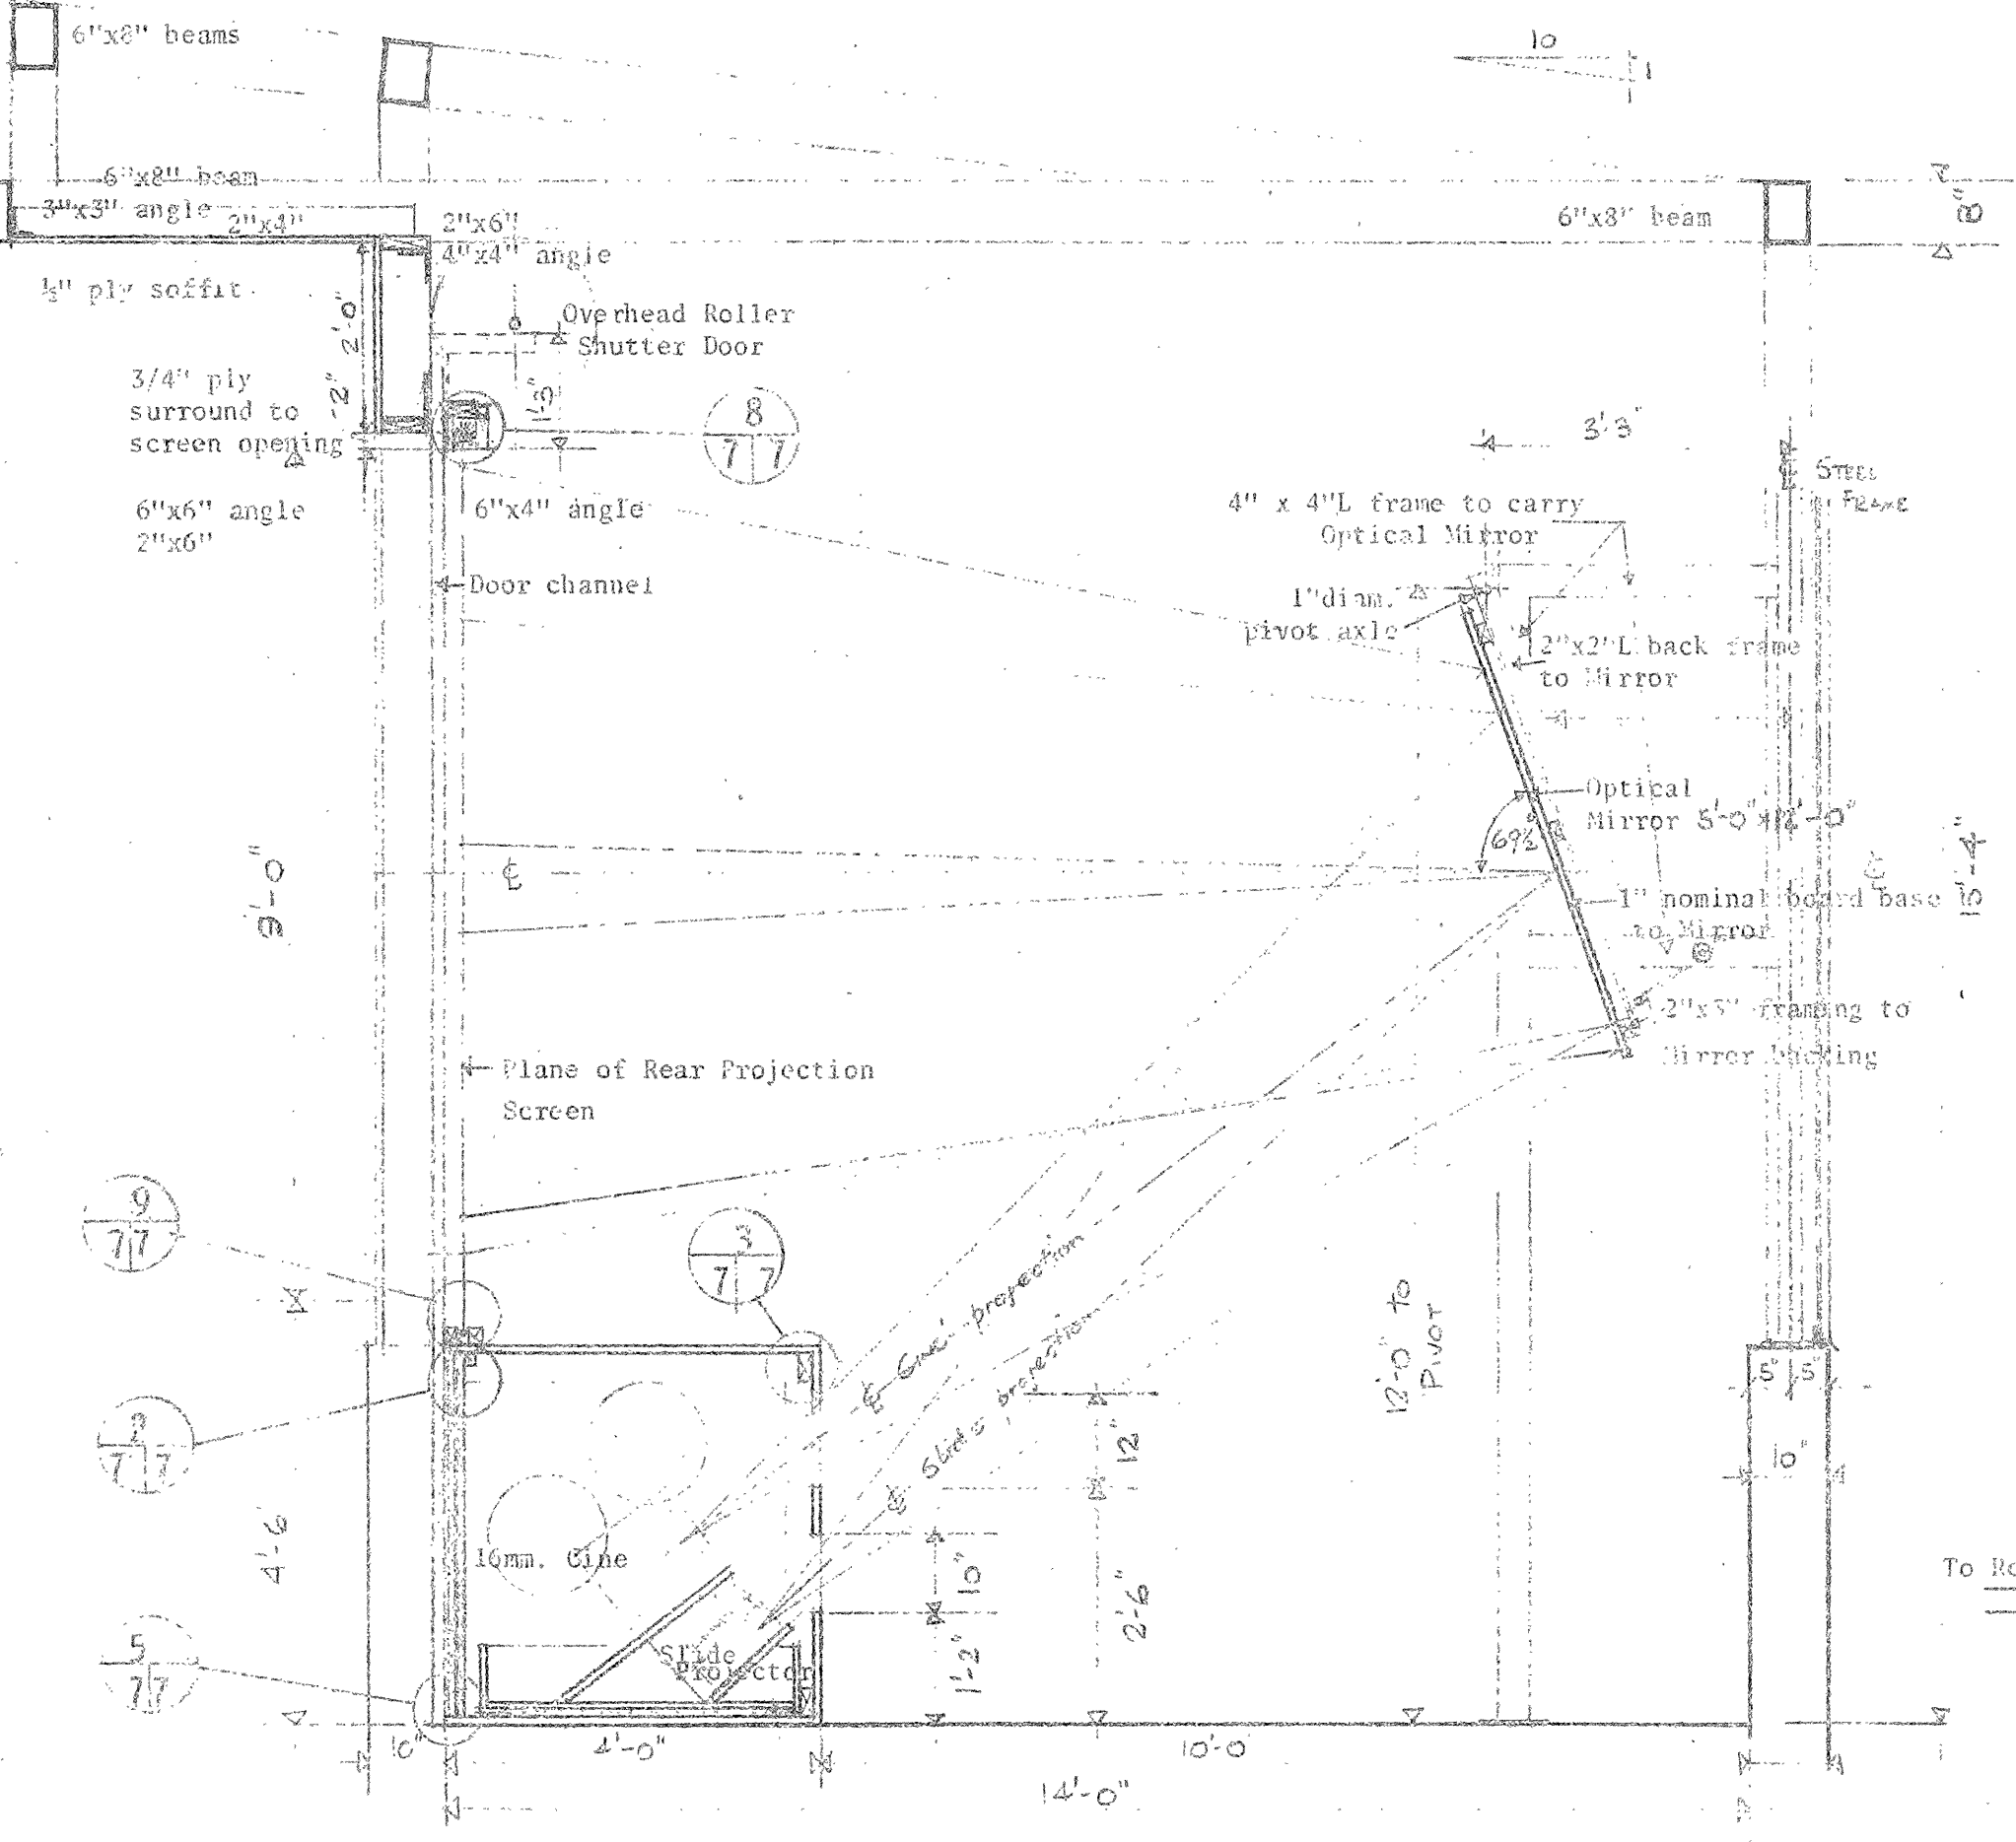 6"x8" beams
10
1
6"x8" beam
3"x3" angle
2"x4"
2"x6"
4"x4" angle
6"x8" beam
8"
½" ply soffit
2'-0"
Overhead Roller
Shutter Door
3/4" ply
surround to
screen opening
2"
1'-3"
8
7 7
3'3"
STEEL
FRAME
6"x6" angle
2"x6"
6"x4" angle
4" x 4"L frame to carry
Optical Mirror
Door channel
1"diam.
pivot axle
2"x2"L back frame
to Mirror
Optical
Mirror
69½°
9'-0"
℄
15'-4"
1" nominal board base
to Mirror
framing to
Mirror backing
Plane of Rear Projection
Screen
9
7 7
3
7 7
℄ Cine projection
℄ Slide projection
12'-0" to
Pivot
5" 5"
10"
2
7 7
12"
4'-6"
16mm. Cine
10"
2'-6"
To
5
7 7
Slide
Projector
1'-2"
10"
4'-0"
10'-0
14'-0"